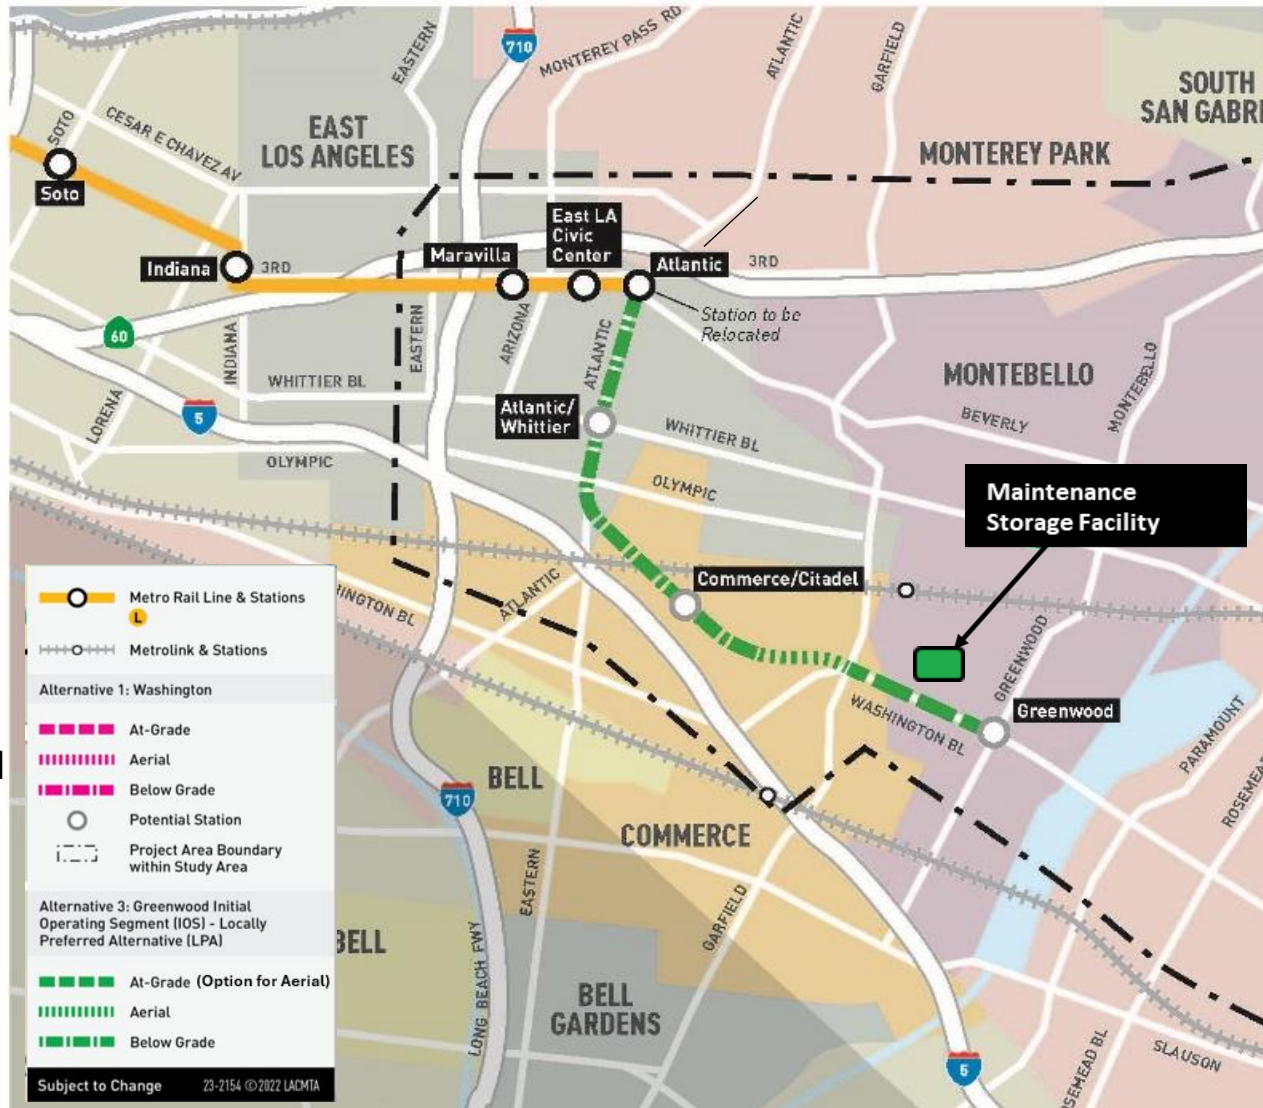 EASTERN
710
MONTEREY PASS RD
ATLANTIC
GARFIELD
SOUTH
SAN GABRI
SOTO
CESAR E CHAVEZ AV
EAST
LOS ANGELES
MONTEREY PARK
Soto
East LA
Civic
Center
Maravilla
Indiana
3RD
Atlantic
3RD
Station to be
Relocated
60
INDIANA
EASTERN
ARIZONA
ATLANTIC
MONTEBELLO
MONTEBELLO
WHITTIER BL
LORENA
5
Atlantic/
Whittier
BEVERLY
WHITTIER BL
OLYMPIC
OLYMPIC
Maintenance
Storage Facility
Commerce/Citadel
INGTON BL
ATLANTIC
GREENWOOD
WASHINGTON BL
Greenwood
PARAMOUNT
ROSEMEA
BELL
710
COMMERCE
EASTERN
GARFIELD
BELL
LONG BEACH FWY
BELL
GARDENS
5
SEMEAD BL
SLAUSON
Metro Rail Line & Stations
L
Metrolink & Stations
Alternative 1: Washington
At-Grade
Aerial
Below Grade
Potential Station
Project Area Boundary
within Study Area
Alternative 3: Greenwood Initial
Operating Segment (IOS) - Locally
Preferred Alternative (LPA)
At-Grade (Option for Aerial)
Aerial
Below Grade
Subject to Change 23-2154 ©2022 LACMTA